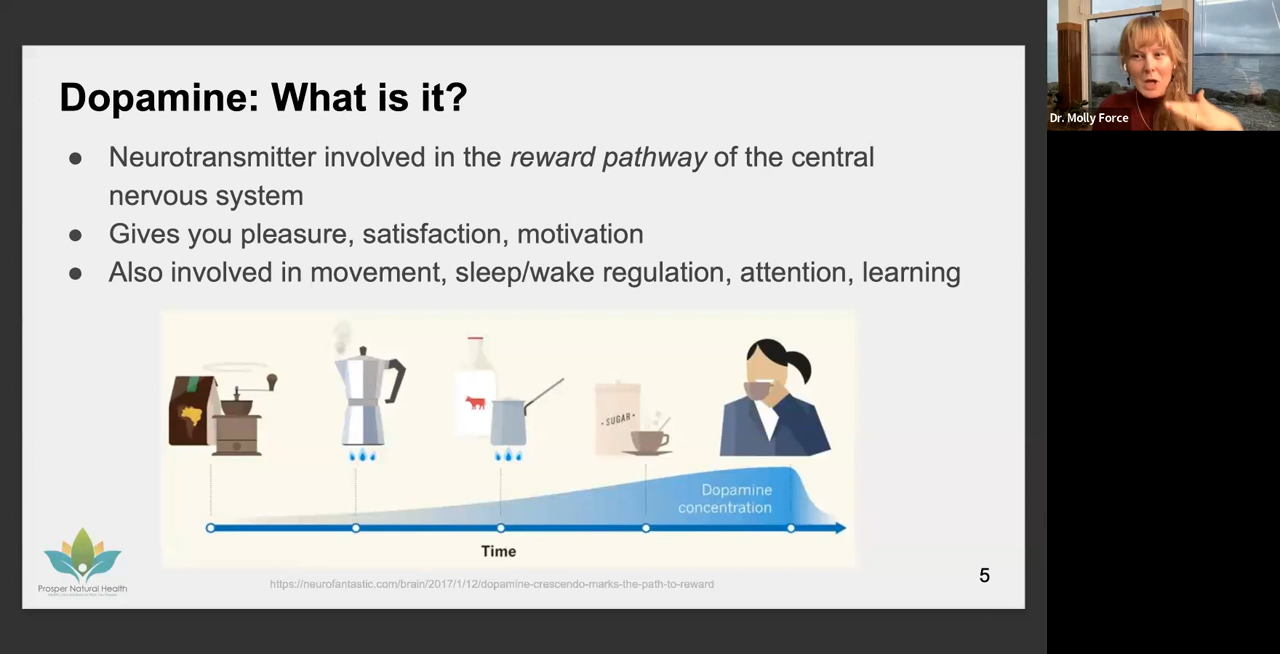 Dopamine: What is it?
● Neurotransmitter involved in the reward pathway of the central
nervous system
● Gives you pleasure, satisfaction, motivation
● Also involved in movement, sleep/wake regulation, attention, learning
SUGAR
Dopamine
concentration
Time
Prosper Natural Health
https://neurofantastic.com/brain/2017/1/12/dopamine-crescendo-marks-the-path-to-reward
5
Dr. Molly Force